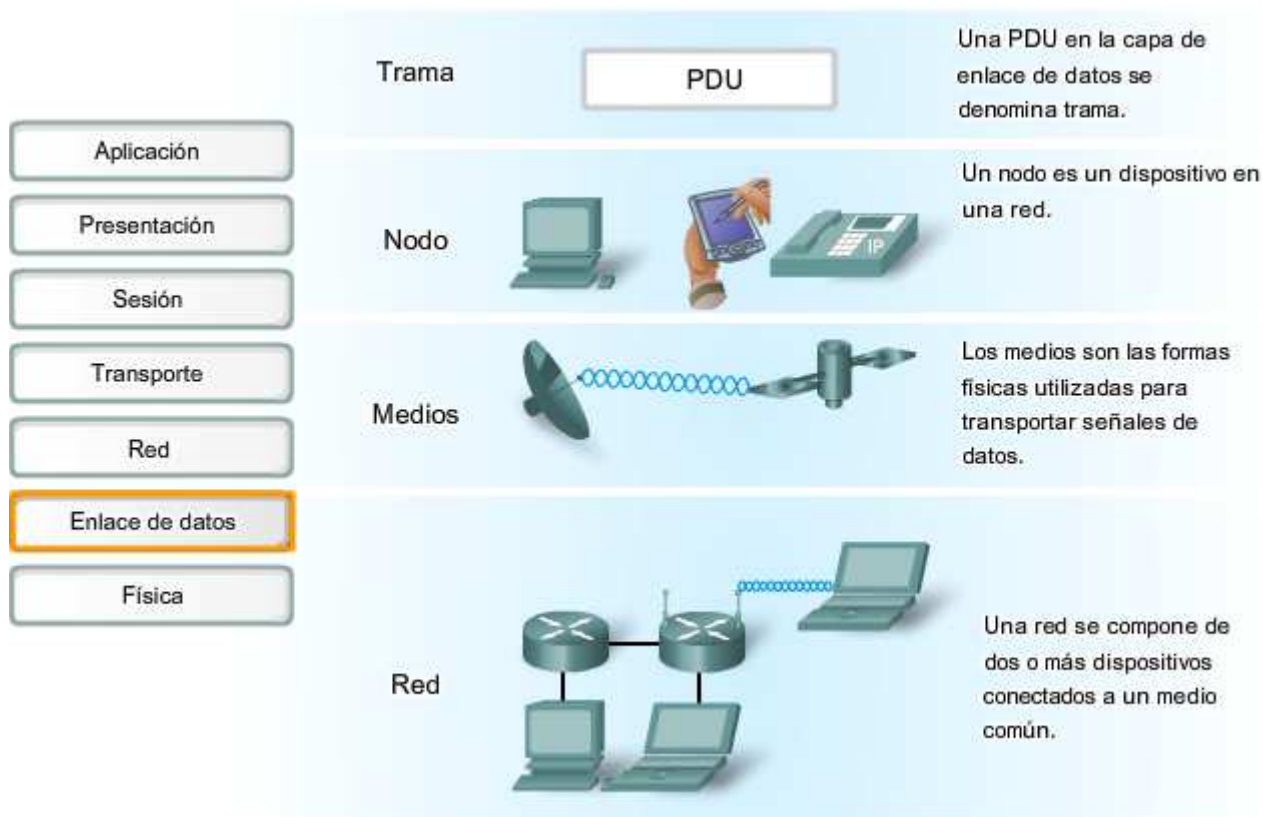 Aplicación
Presentación
Sesión
Transporte
Red
Enlace de datos
Física
Trama
PDU
Una PDU en la capa de
enlace de datos se
denomina trama.
Nodo
IP
Un nodo es un dispositivo en
una red.
Medios
Los medios son las formas
físicas utilizadas para
transportar señales de
datos.
Red
Una red se compone de
dos o más dispositivos
conectados a un medio
común.